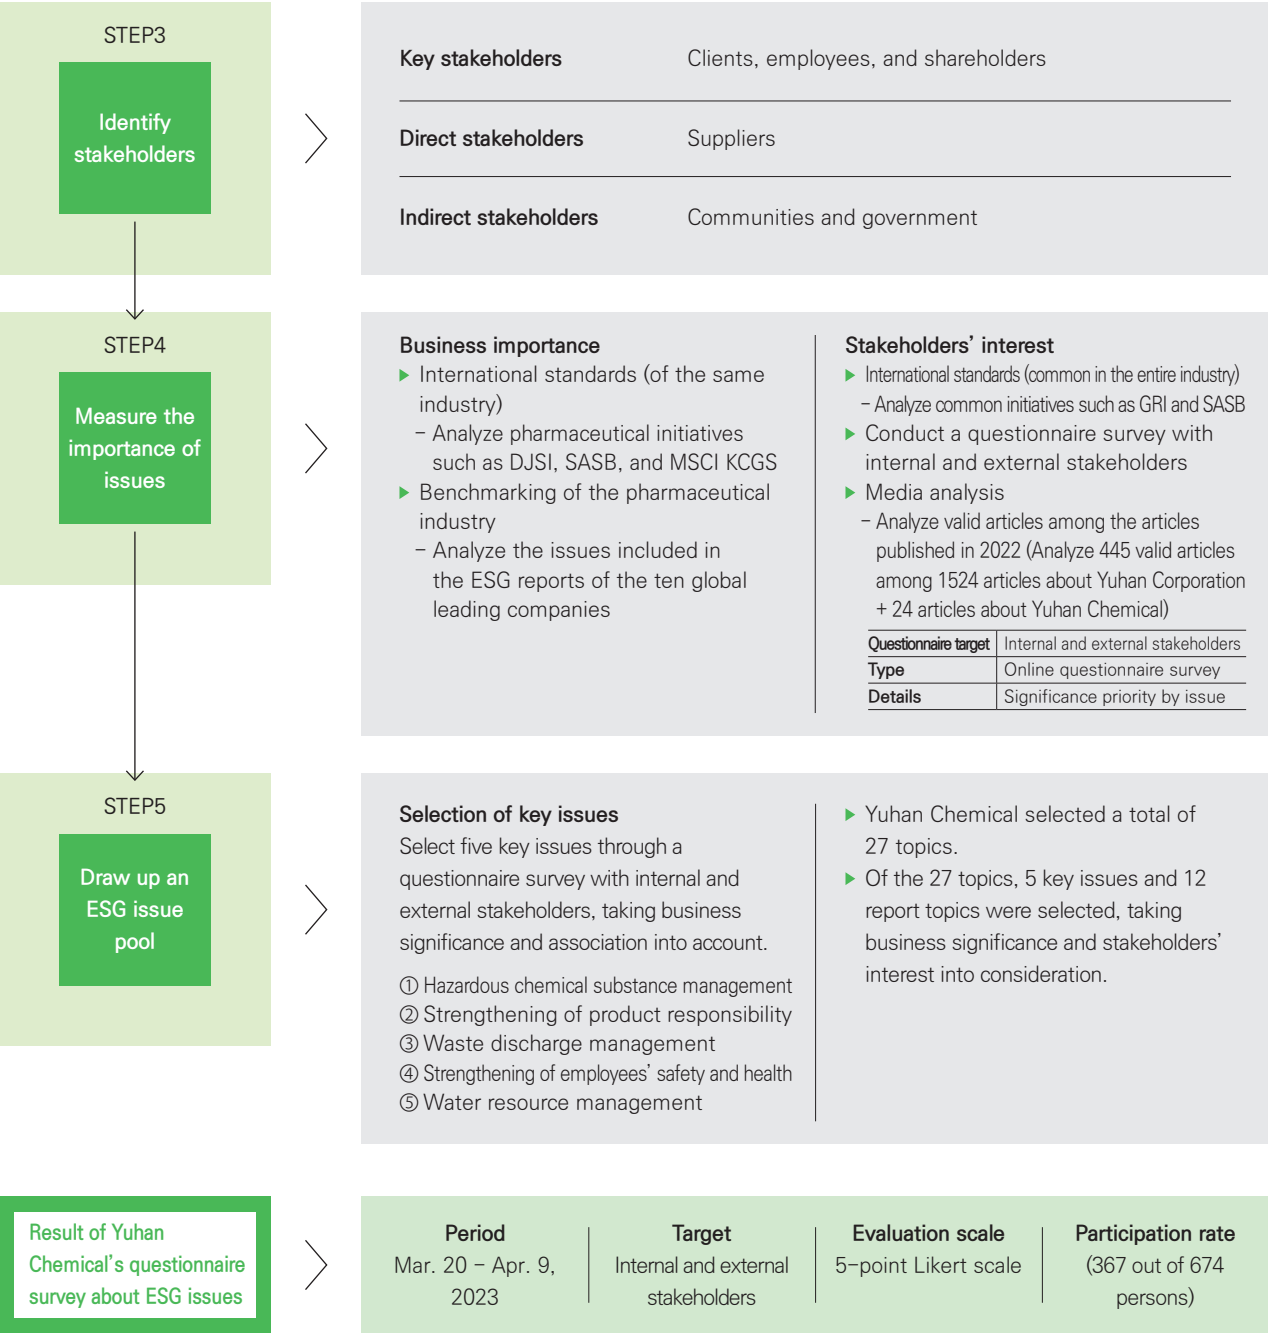 STEP3
Identify
stakeholders
Key stakeholders Clients, employees, and shareholders
Direct stakeholders Suppliers
Indirect stakeholders Communities and government
STEP4
Measure the
importance of
issues
Business importance
▶ International standards (of the same
industry)
– Analyze pharmaceutical initiatives
such as DJSI, SASB, and MSCI KCGS
▶ Benchmarking of the pharmaceutical
industry
– Analyze the issues included in
the ESG reports of the ten global
leading companies
Stakeholders’ interest
▶ International standards (common in the entire industry)
– Analyze common initiatives such as GRI and SASB
▶ Conduct a questionnaire survey with
internal and external stakeholders
▶ Media analysis
– Analyze valid articles among the articles
published in 2022 (Analyze 445 valid articles
among 1524 articles about Yuhan Corporation
+ 24 articles about Yuhan Chemical)
Questionnaire target Internal and external stakeholders
Type Online questionnaire survey
Details Significance priority by issue
STEP5
Draw up an
ESG issue
pool
Selection of key issues
Select five key issues through a
questionnaire survey with internal and
external stakeholders, taking business
significance and association into account.
① Hazardous chemical substance management
② Strengthening of product responsibility
③ Waste discharge management
④ Strengthening of employees’ safety and health
⑤ Water resource management
▶ Yuhan Chemical selected a total of
27 topics.
▶ Of the 27 topics, 5 key issues and 12
report topics were selected, taking
business significance and stakeholders’
interest into consideration.
Result of Yuhan
Chemical’s questionnaire
survey about ESG issues
Period
Mar. 20 – Apr. 9,
2023
Target
Internal and external
stakeholders
Evaluation scale
5-point Likert scale
Participation rate
(367 out of 674
persons)